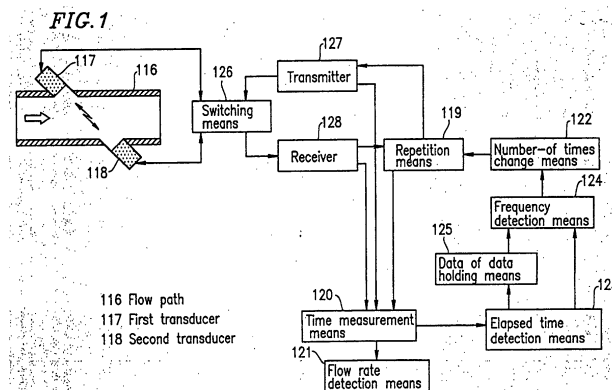 FIG.1
117
116
127
Transmitter
126
Switching
means
128
Receiver
119
Repetition
means
122
Number-of times
change means
124
Frequency
detection means
118
125
Data of data
holding means
116 Flow path
117 First transducer
118 Second transducer
120
Time measurement
means
12
Elapsed time
detection means
121
Flow rate
detection means